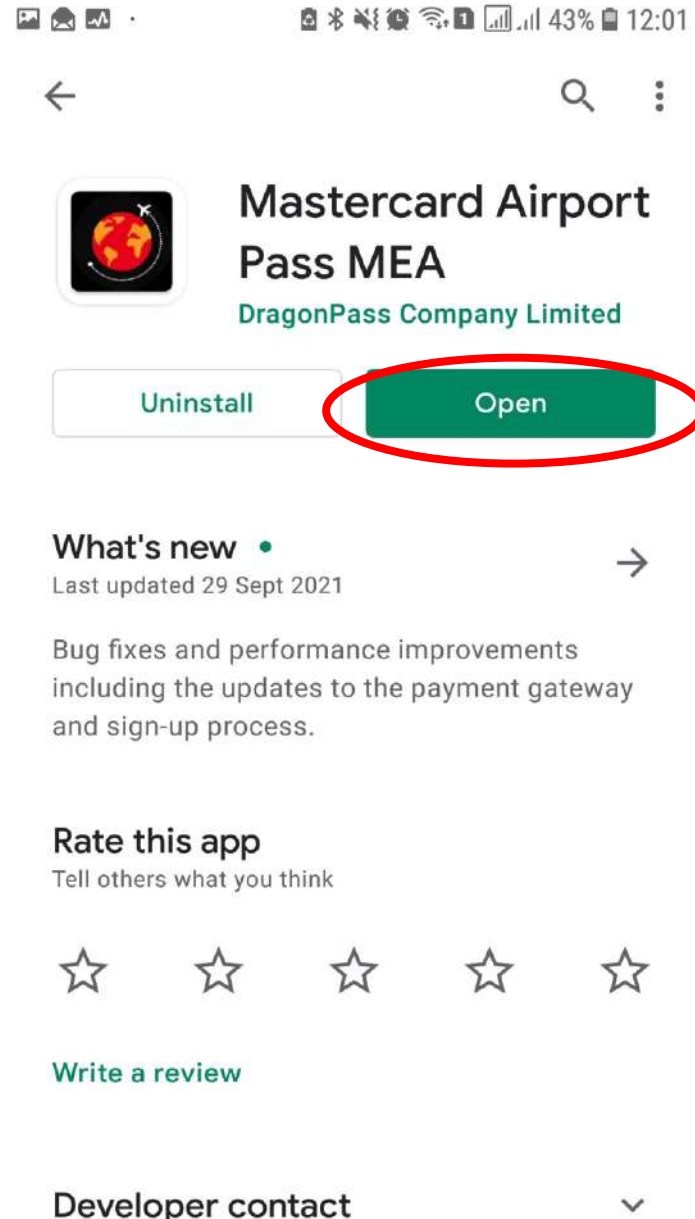 1 43% 12:01
Mastercard Airport
Pass MEA
DragonPass Company Limited
Uninstall Open
What's new •
Last updated 29 Sept 2021
Bug fixes and performance improvements
including the updates to the payment gateway
and sign-up process.
Rate this app
Tell others what you think
Write a review
Developer contact